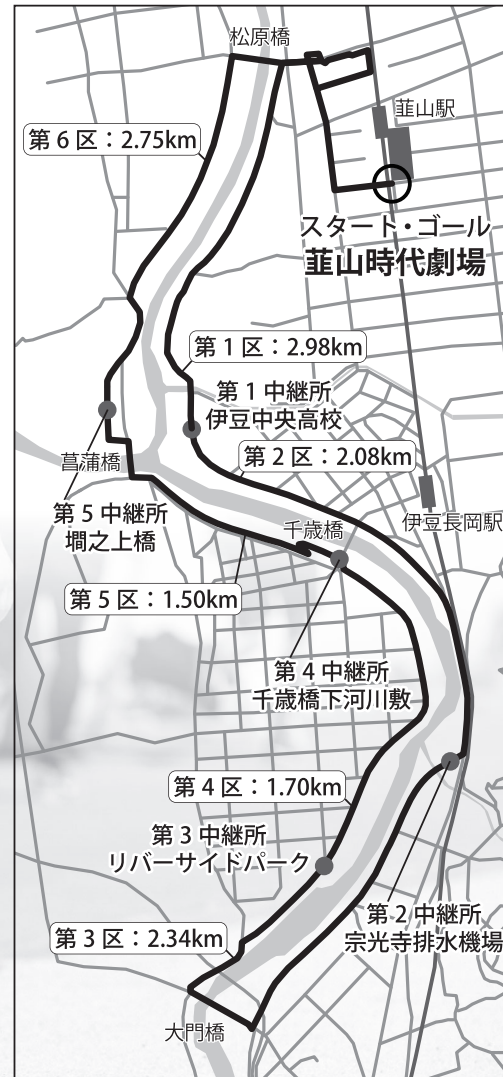 松原橋
韮山駅
第6区：2.75km
スタート・ゴール
韮山時代劇場
第1区：2.98km
第1中継所
伊豆中央高校
第2区：2.08km
菖蒲橋
第5中継所
堋之上橋
千歳橋
伊豆長岡駅
第5区：1.50km
第4中継所
千歳橋下河川敷
第4区：1.70km
第3中継所
リバーサイドパーク
第2中継所
宗光寺排水機場
第3区：2.34km
大門橋